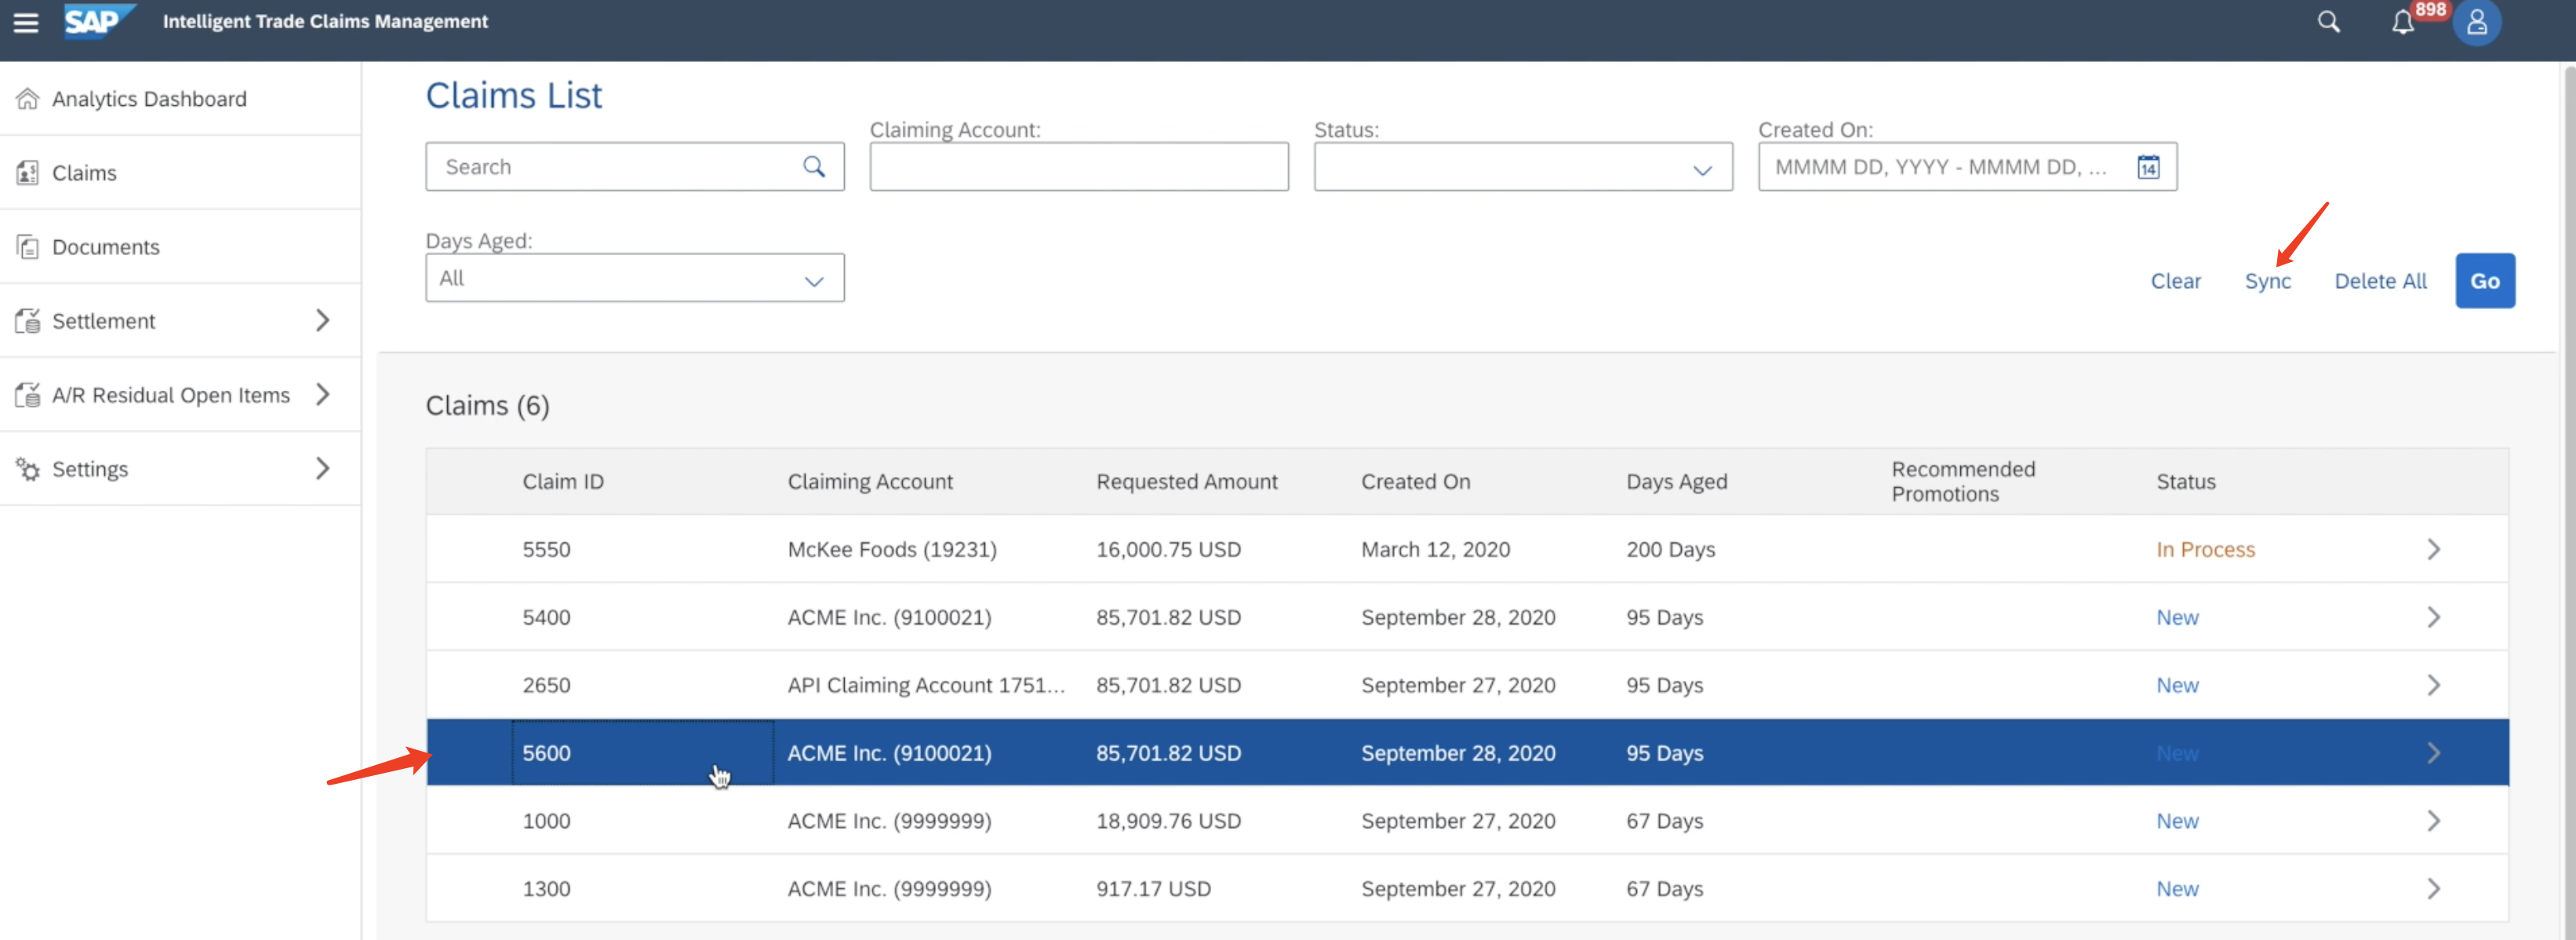 SAP Intelligent Trade Claims Management 898
Analytics Dashboard
Claims
Documents
Settlement
A/R Residual Open Items
Settings
Claims List
Search
Claiming Account:
Status:
Created On:
MMMM DD, YYYY - MMMM DD, ...
14
Days Aged:
All
Clear Sync Delete All Go
Claims (6)
Claim ID Claiming Account Requested Amount Created On Days Aged Recommended Promotions Status
5550 McKee Foods (19231) 16,000.75 USD March 12, 2020 200 Days In Process
5400 ACME Inc. (9100021) 85,701.82 USD September 28, 2020 95 Days New
2650 API Claiming Account 1751... 85,701.82 USD September 27, 2020 95 Days New
5600 ACME Inc. (9100021) 85,701.82 USD September 28, 2020 95 Days New
1000 ACME Inc. (9999999) 18,909.76 USD September 27, 2020 67 Days New
1300 ACME Inc. (9999999) 917.17 USD September 27, 2020 67 Days New